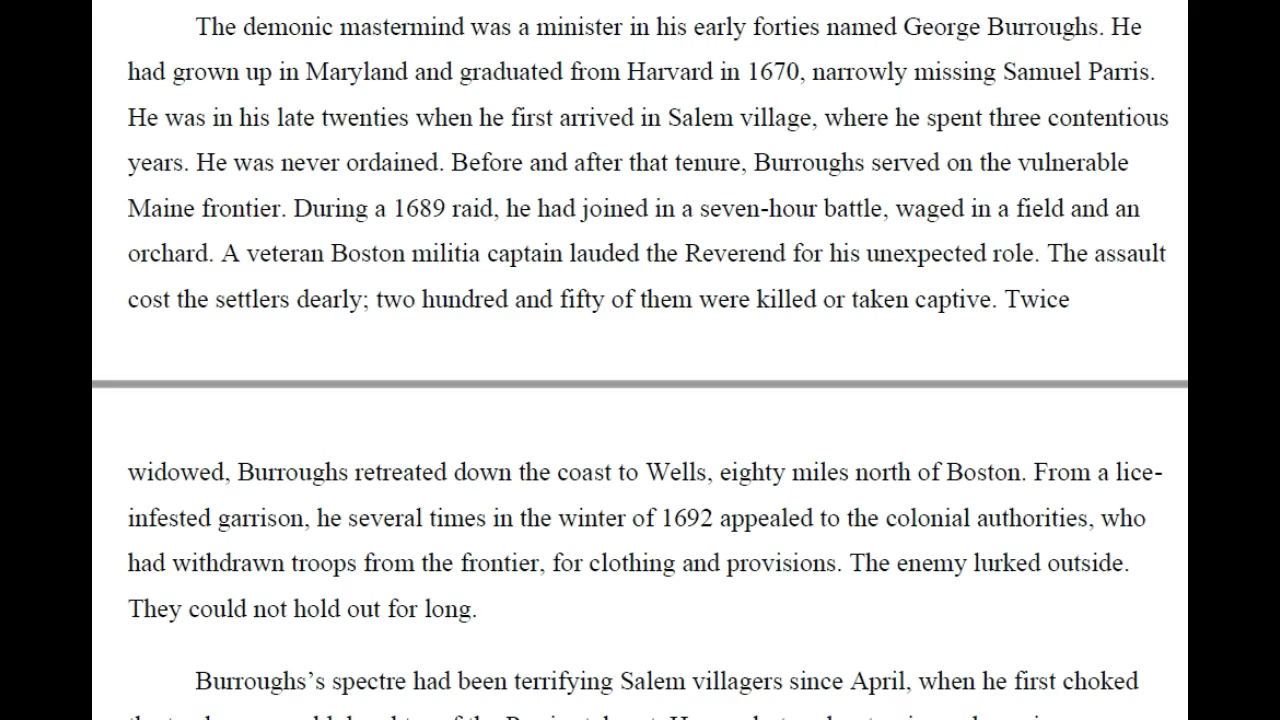 The demonic mastermind was a minister in his early forties named George Burroughs. He
had grown up in Maryland and graduated from Harvard in 1670, narrowly missing Samuel Parris.
He was in his late twenties when he first arrived in Salem village, where he spent three contentious
years. He was never ordained. Before and after that tenure, Burroughs served on the vulnerable
Maine frontier. During a 1689 raid, he had joined in a seven-hour battle, waged in a field and an
orchard. A veteran Boston militia captain lauded the Reverend for his unexpected role. The assault
cost the settlers dearly; two hundred and fifty of them were killed or taken captive. Twice
widowed, Burroughs retreated down the coast to Wells, eighty miles north of Boston. From a lice-
infested garrison, he several times in the winter of 1692 appealed to the colonial authorities, who
had withdrawn troops from the frontier, for clothing and provisions. The enemy lurked outside.
They could not hold out for long.
Burroughs’s spectre had been terrifying Salem villagers since April, when he first choked